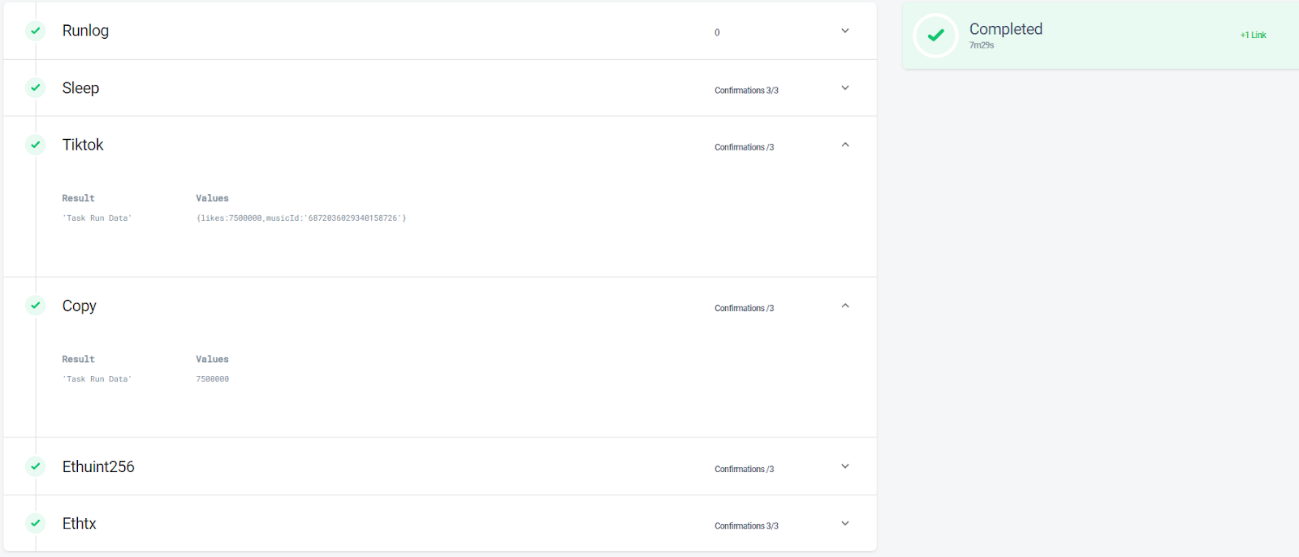 Runlog 0
Sleep Confirmations 3/3
Tiktok Confirmations /3
Result Values
'Task Run Data' {likes:7500000,musicId:'6872036029340158726'}
Copy Confirmations /3
Result Values
'Task Run Data' 7500000
Ethuint256 Confirmations /3
Ethtx Confirmations 3/3
Completed
+1 Link
7m29s